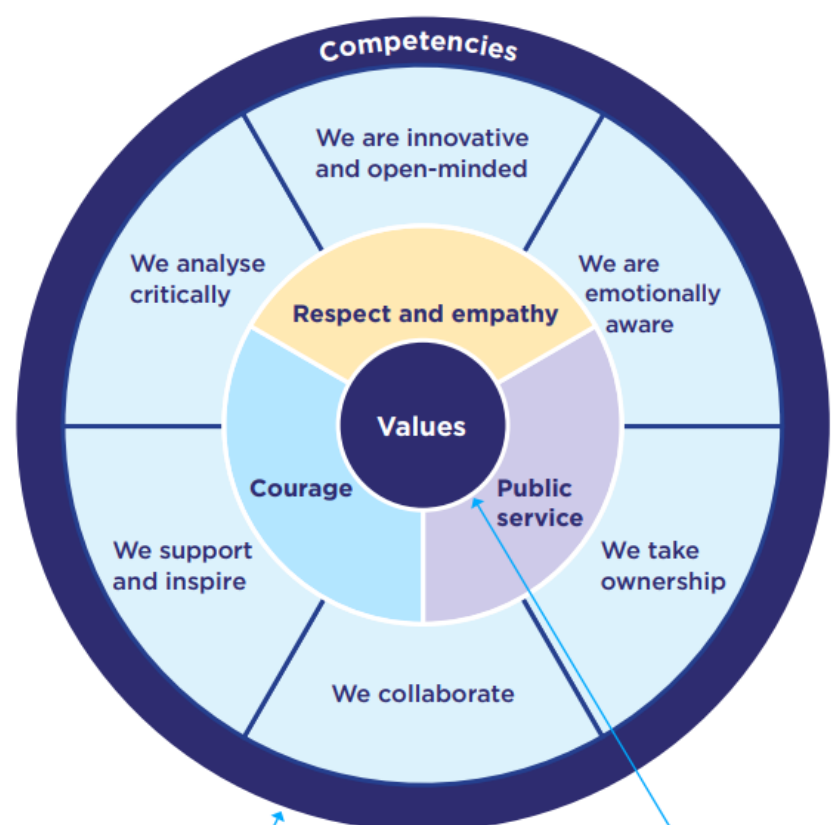 Competencies
We are innovative
and open-minded
We analyse
critically
We are
emotionally
aware
Respect and empathy
Values
Courage
Public
service
We support
and inspire
We take
ownership
We collaborate